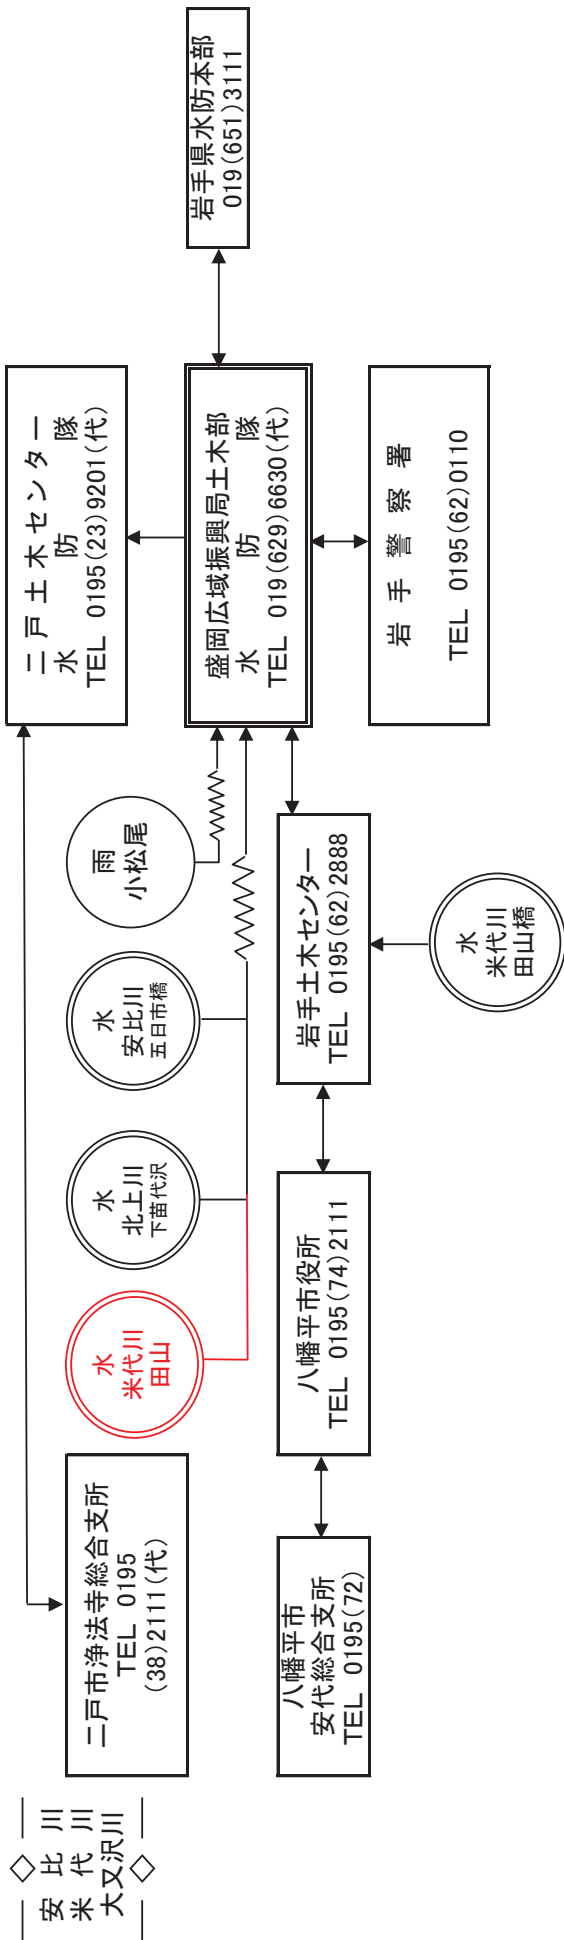 安比川
米代川
大又沢川
二戸市浄法寺総合支所
TEL 0195
(38)2111(代)
水
米代川
田山
水
北上川
下苗代沢
水
安比川
五日市橋
雨
小松尾
二戸土木センター
水防隊
TEL 0195(23)9201(代)
八幡平市
安代総合支所
TEL 0195(72)
八幡平市役所
TEL 0195(74)2111
岩手土木センター
TEL 0195(62)2888
水
米代川
田山橋
盛岡広域振興局土木部
水防隊
TEL 019(629)6630(代)
岩手警察署
TEL 0195(62)0110
岩手県水防本部
019(651)3111